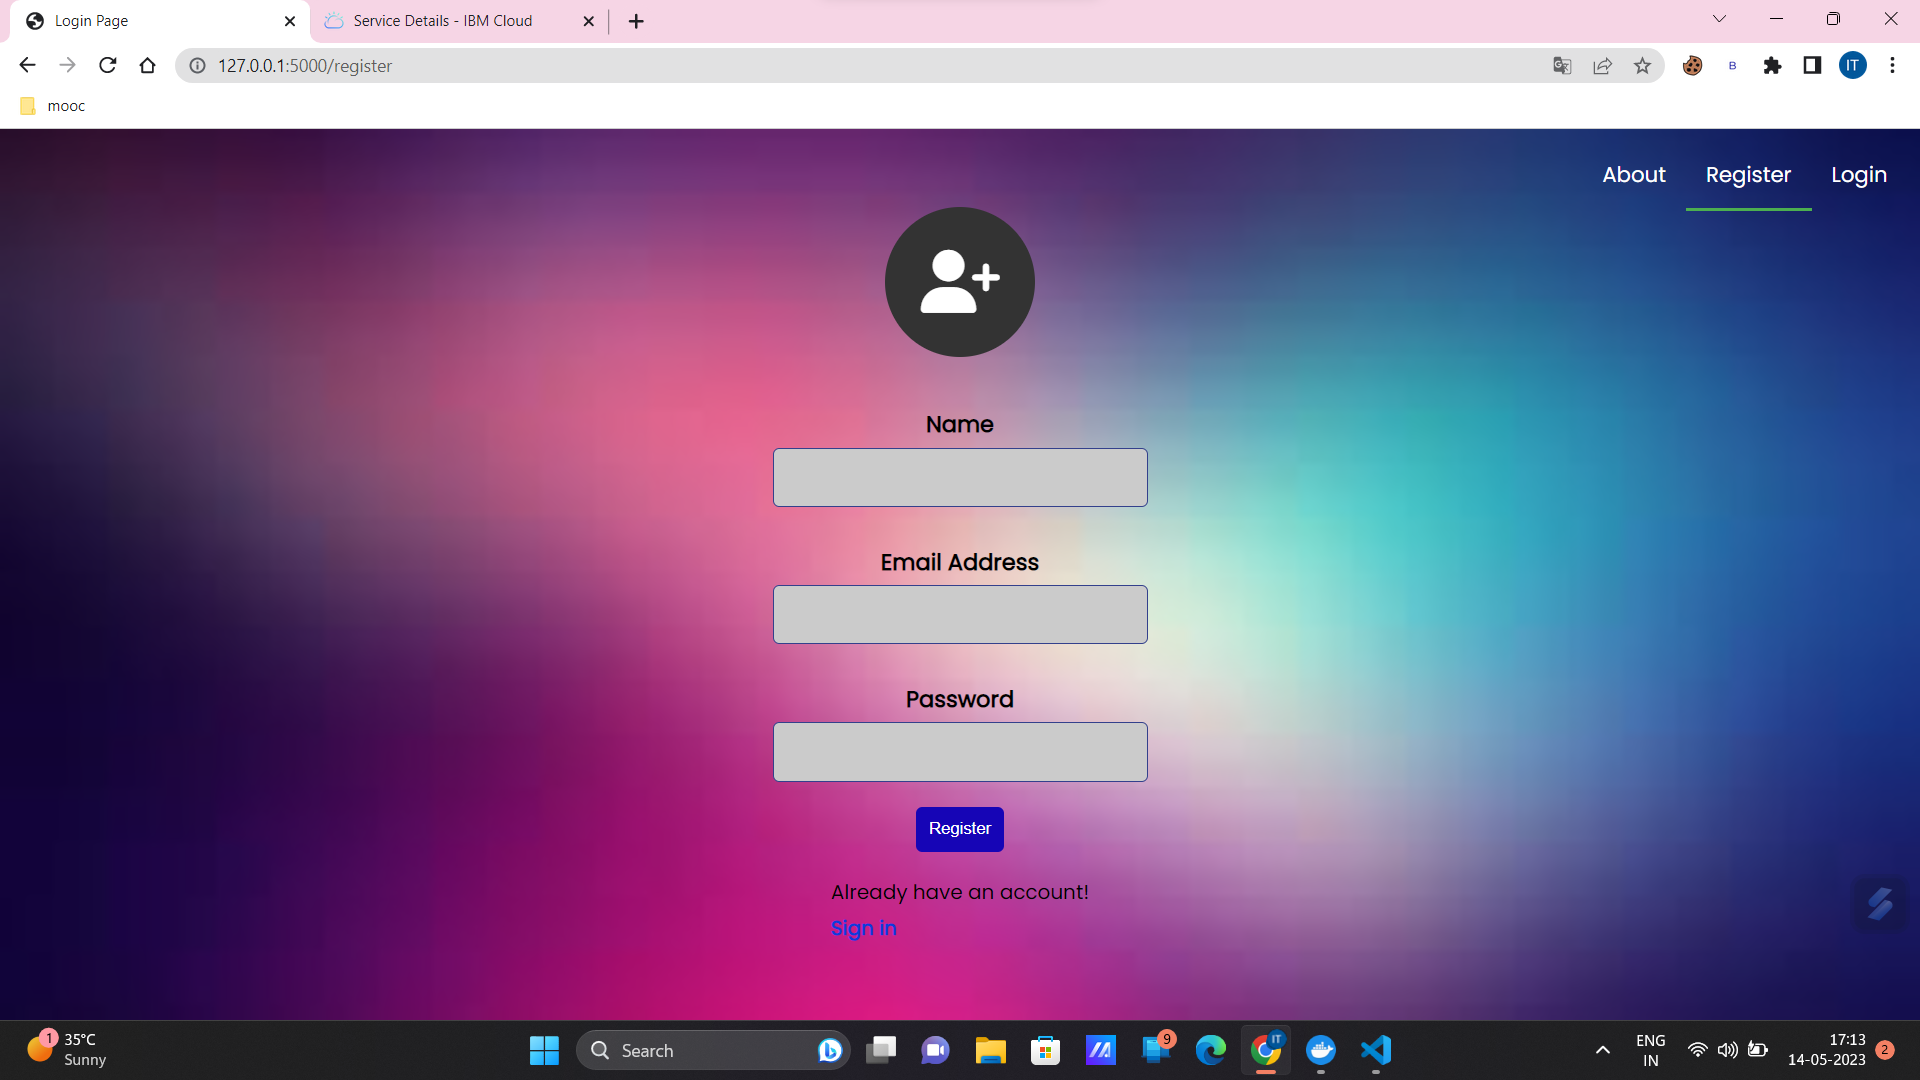 Login Page
Service Details - IBM Cloud
127.0.0.1:5000/register
B
IT
mooc
About
Register
Login
Name
Email Address
Password
Register
Already have an account!
Sign in
1
35°C
Sunny
Search
9
IT
ENG
IN
17:13
14-05-2023
2